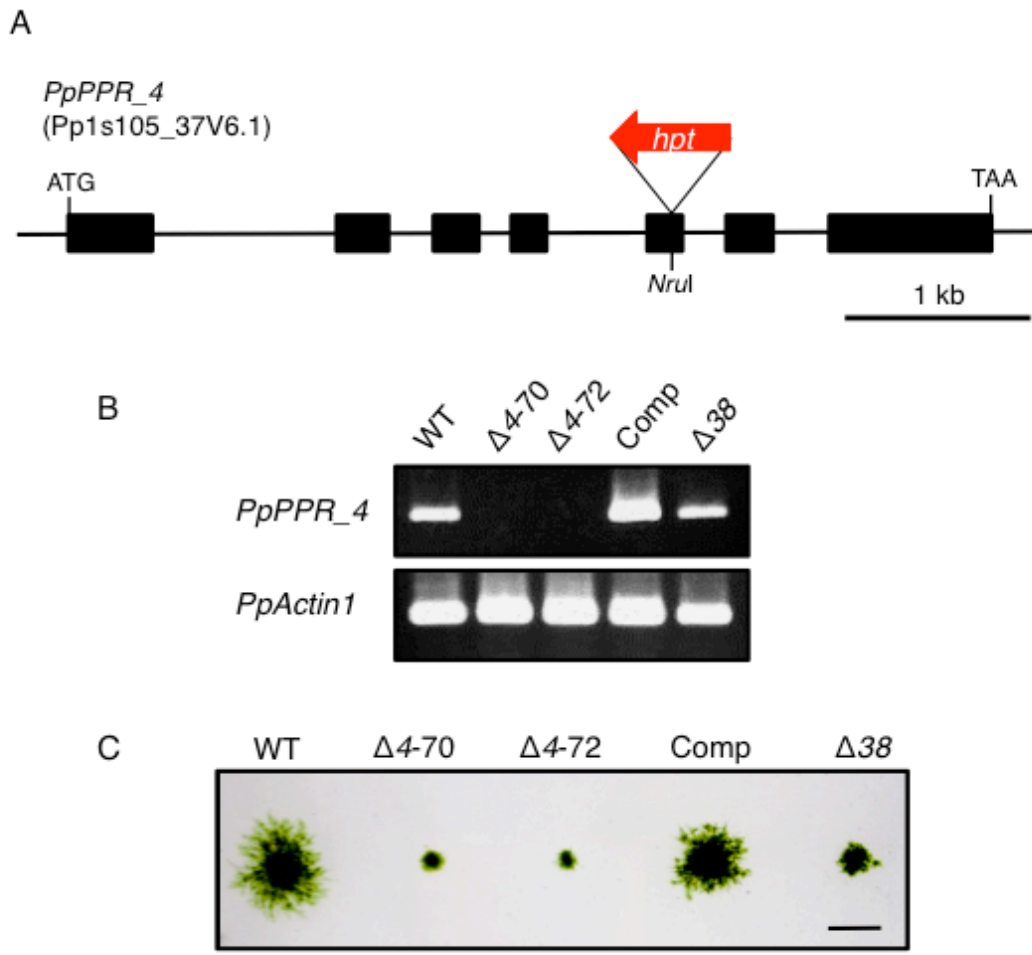 A
PpPPR_4
(Pp1s105_37V6.1)
hpt
ATG
TAA
NruI
1 kb
B
WT
Δ4-70
Δ4-72
Comp
Δ38
PpPPR_4
PpActin1
C
WT
Δ4-70
Δ4-72
Comp
Δ38